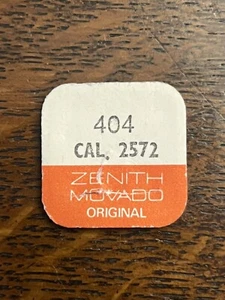 404
CAL. 2572
ZENITH
MOVADO
ORIGINAL